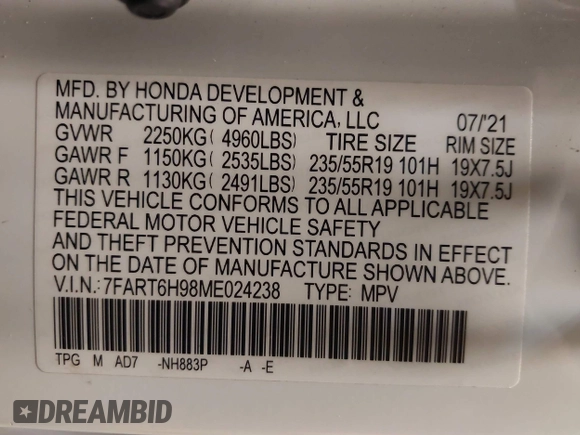 MFD. BY HONDA DEVELOPMENT &
MANUFACTURING OF AMERICA, LLC 07/'21
GVWR 2250KG( 4960LBS) TIRE SIZE RIM SIZE
GAWR F 1150KG( 2535LBS) 235/55R19 101H 19X7.5J
GAWR R 1130KG( 2491LBS) 235/55R19 101H 19X7.5J
THIS VEHICLE CONFORMS TO ALL APPLICABLE
FEDERAL MOTOR VEHICLE SAFETY
AND THEFT PREVENTION STANDARDS IN EFFECT
ON THE DATE OF MANUFACTURE SHOWN ABOVE.
V.I.N.: 7FART6H98ME024238 TYPE: MPV
TPG M AD7 -NH883P -A -E
DREAMBID